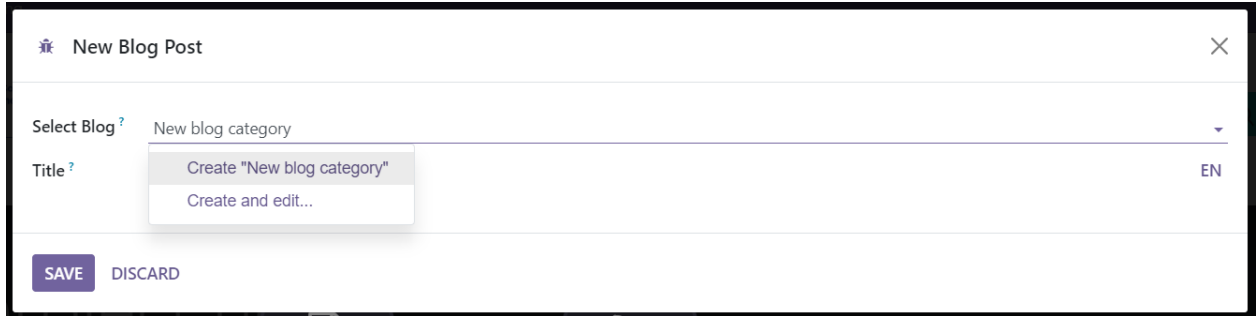 New Blog Post
Select Blog ? New blog category
Create "New blog category"
Title ? EN
Create and edit...
SAVE DISCARD